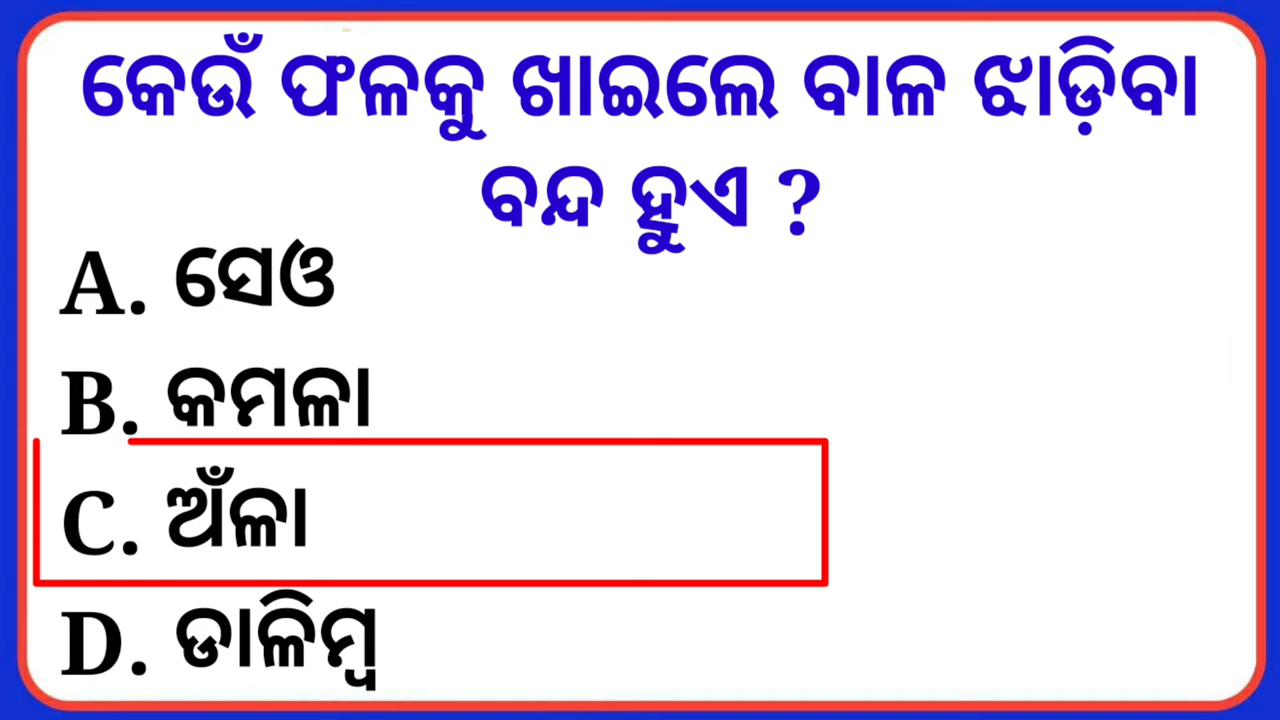 କେଉଁ ଫଳକୁ ଖାଇଲେ ବାଳ ଝାଡ଼ିବା
ବନ୍ଦ ହୁଏ ?
A. ସେଓ
B. କମଳା
C. ଅଁଳା
D. ଡାଳିମ୍ବ